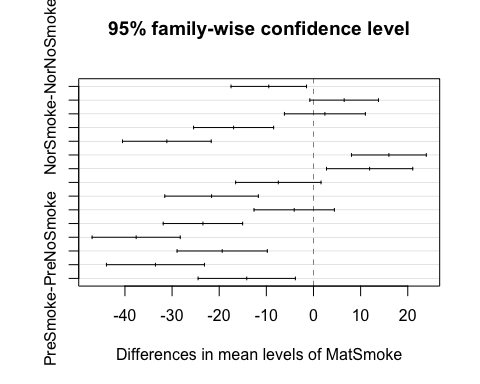 95% family-wise confidence level
NorSmoke-NorNoSmoke
PreSmoke-PreNoSmoke
-40 -30 -20 -10 0 10 20
Differences in mean levels of MatSmoke